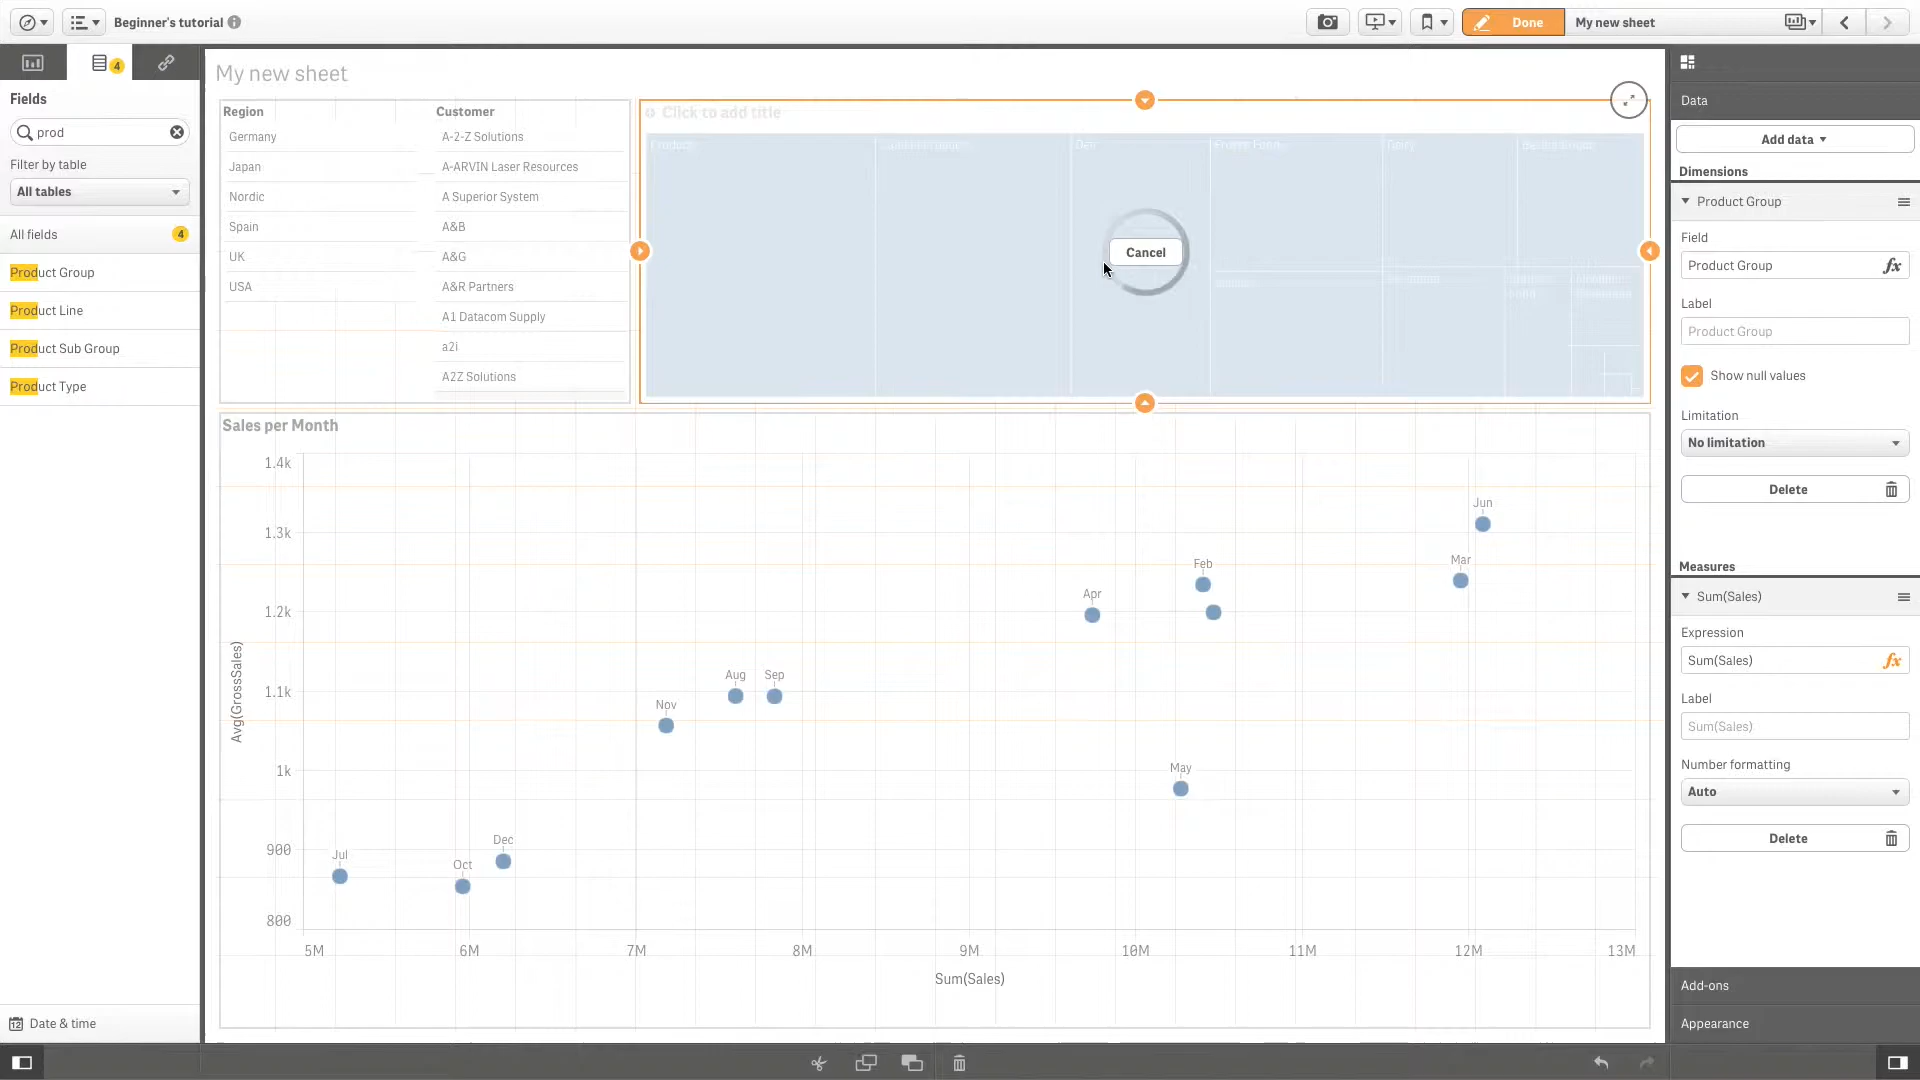 Beginner's tutorial
Done
My new sheet
4
Fields
prod
Filter by table
All tables
All fields
4
Product Group
Product Line
Product Sub Group
Product Type
Date & time
My new sheet
Region
Germany
Japan
Nordic
Spain
UK
USA
Customer
A-2-Z Solutions
A-ARVIN Laser Resources
A Superior System
A&B
A&G
A&R Partners
A1 Datacom Supply
a2i
A2Z Solutions
Click to add title
Produce
Deli
Dairy
Cancel
Sales per Month
Avg(GrossSales)
1.4k
1.3k
1.2k
1.1k
1k
900
800
Jun
Mar
Feb
Apr
Aug
Sep
Nov
May
Dec
Jul
Oct
5M
6M
7M
8M
9M
10M
11M
12M
13M
Sum(Sales)
Data
Add data
Dimensions
Product Group
Field
Product Group
fx
Label
Product Group
Show null values
Limitation
No limitation
Delete
Measures
Sum(Sales)
Expression
Sum(Sales)
fx
Label
Sum(Sales)
Number formatting
Auto
Delete
Add-ons
Appearance
12